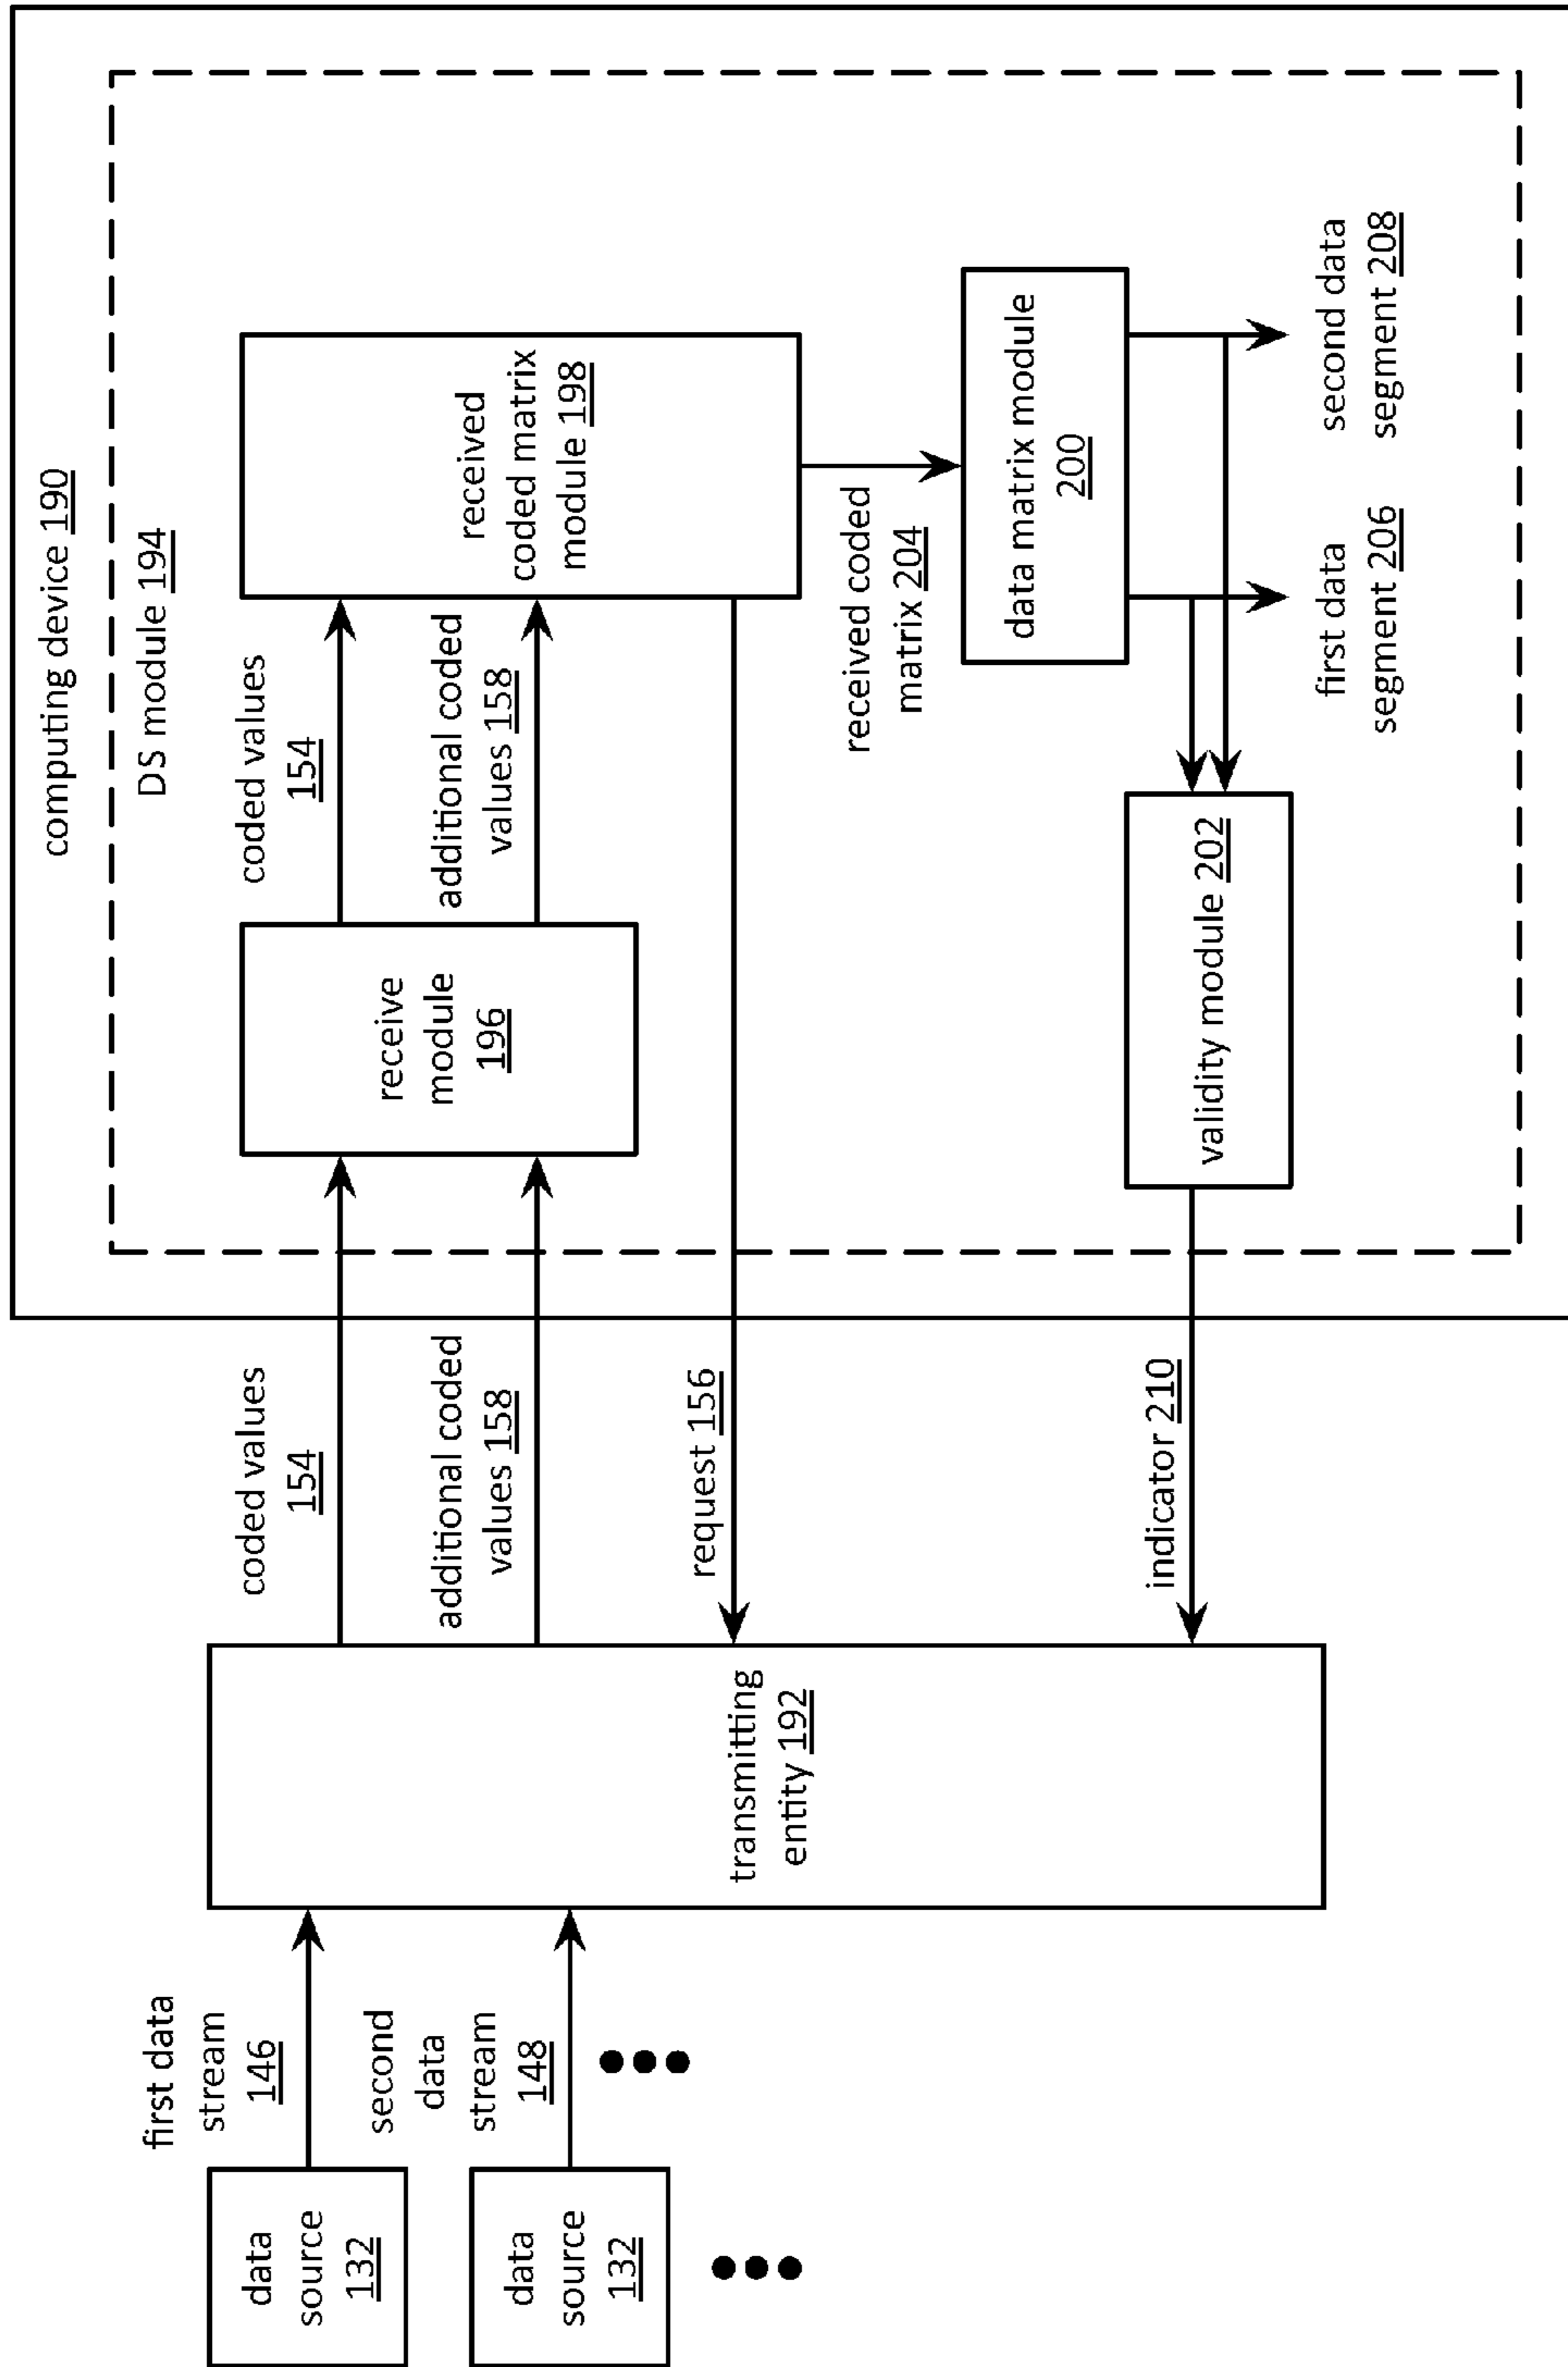 computing device 190
DS module 194
first data
stream
146
second
data
stream
148
data
source
132
data
source
132
transmitting
entity 192
coded values
154
additional coded
values 158
request 156
indicator 210
receive
module
196
coded values
154
additional coded
values 158
received
coded matrix
module 198
received coded
matrix 204
data matrix module
200
validity module 202
first data
segment 206
second data
segment 208